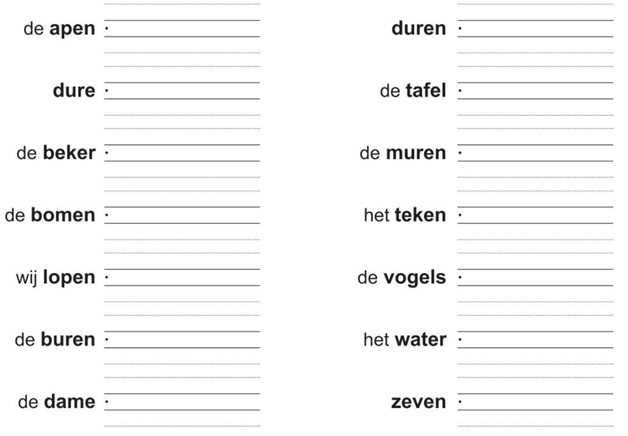 de apen
dure
de beker
de bomen
wij lopen
de buren
de dame
duren
de tafel
de muren
het teken
de vogels
het water
zeven